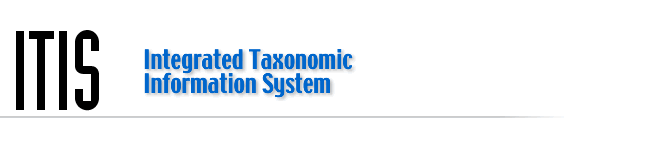 ITIS
Integrated Taxonomic
Information System